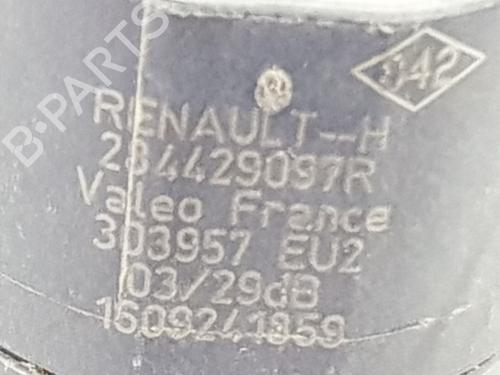 B-PARTS
042
RENAULT--H
284429097R
Valeo France
303957 EU2
03/29dB
1609241859